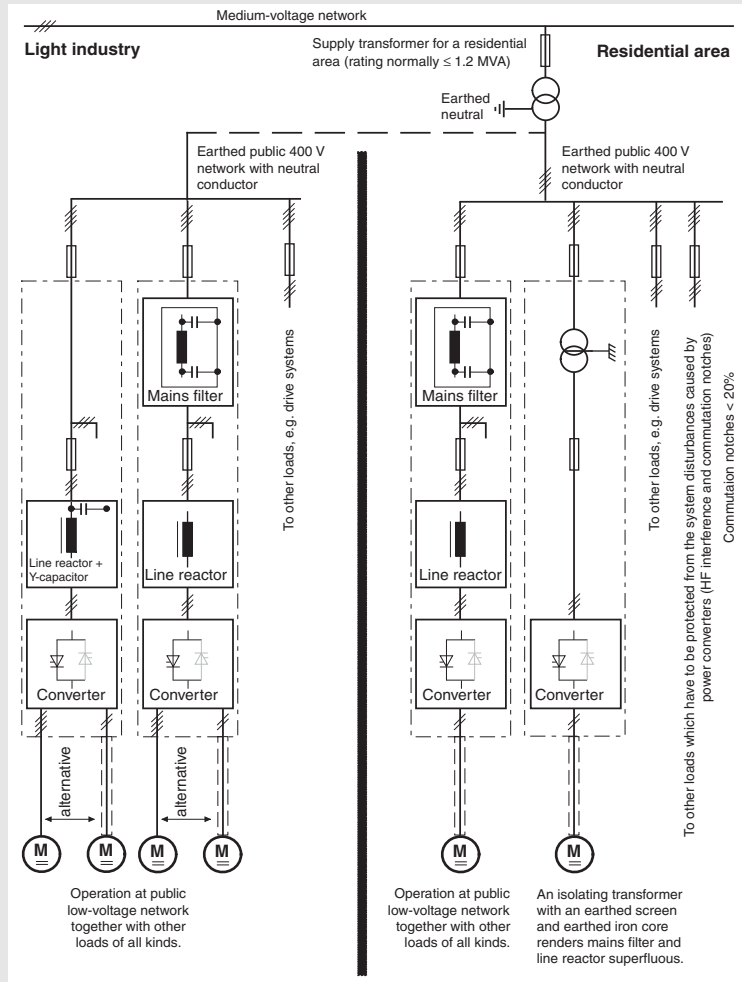 Medium-voltage network
Light industry
Supply transformer for a residential
area (rating normally ≤ 1.2 MVA)
Residential area
Earthed
neutral
Earthed public 400 V
network with neutral
conductor
Earthed public 400 V
network with neutral
conductor
Mains filter
Line reactor +
Y-capacitor
Line reactor
Converter
Converter
To other loads, e.g. drive systems
alternative
alternative
M
M
M
M
Operation at public
low-voltage network
together with other
loads of all kinds.
Mains filter
Line reactor
Converter
Converter
To other loads, e.g. drive systems
To other loads which have to be protected from the system disturbances caused by
power converters (HF interference and commutation notches)
Commutaion notches < 20%
M
M
Operation at public
low-voltage network
together with other
loads of all kinds.
An isolating transformer
with an earthed screen
and earthed iron core
renders mains filter and
line reactor superfluous.